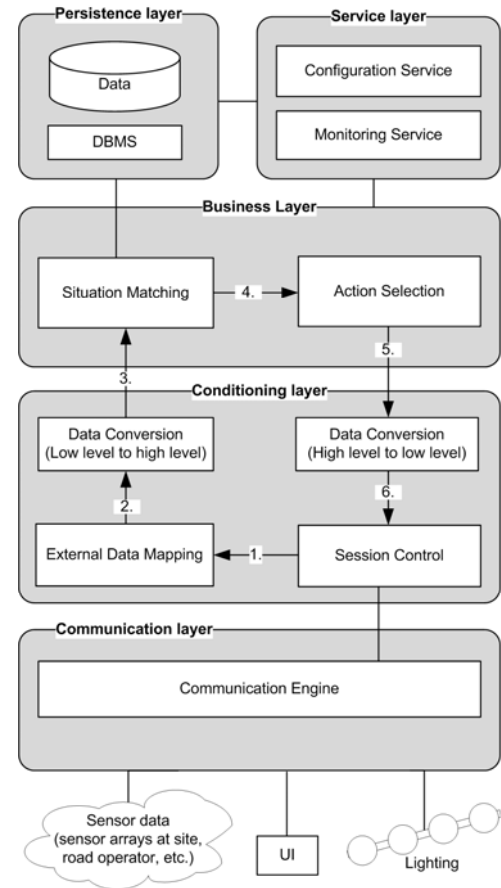 Persistence layer
Data
DBMS
Service layer
Configuration Service
Monitoring Service
Business Layer
Situation Matching
4.
Action Selection
3.
5.
Conditioning layer
Data Conversion
(Low level to high level)
Data Conversion
(High level to low level)
2.
6.
External Data Mapping
1.
Session Control
Communication layer
Communication Engine
Sensor data
(sensor arrays at site,
road operator, etc.)
UI
Lighting